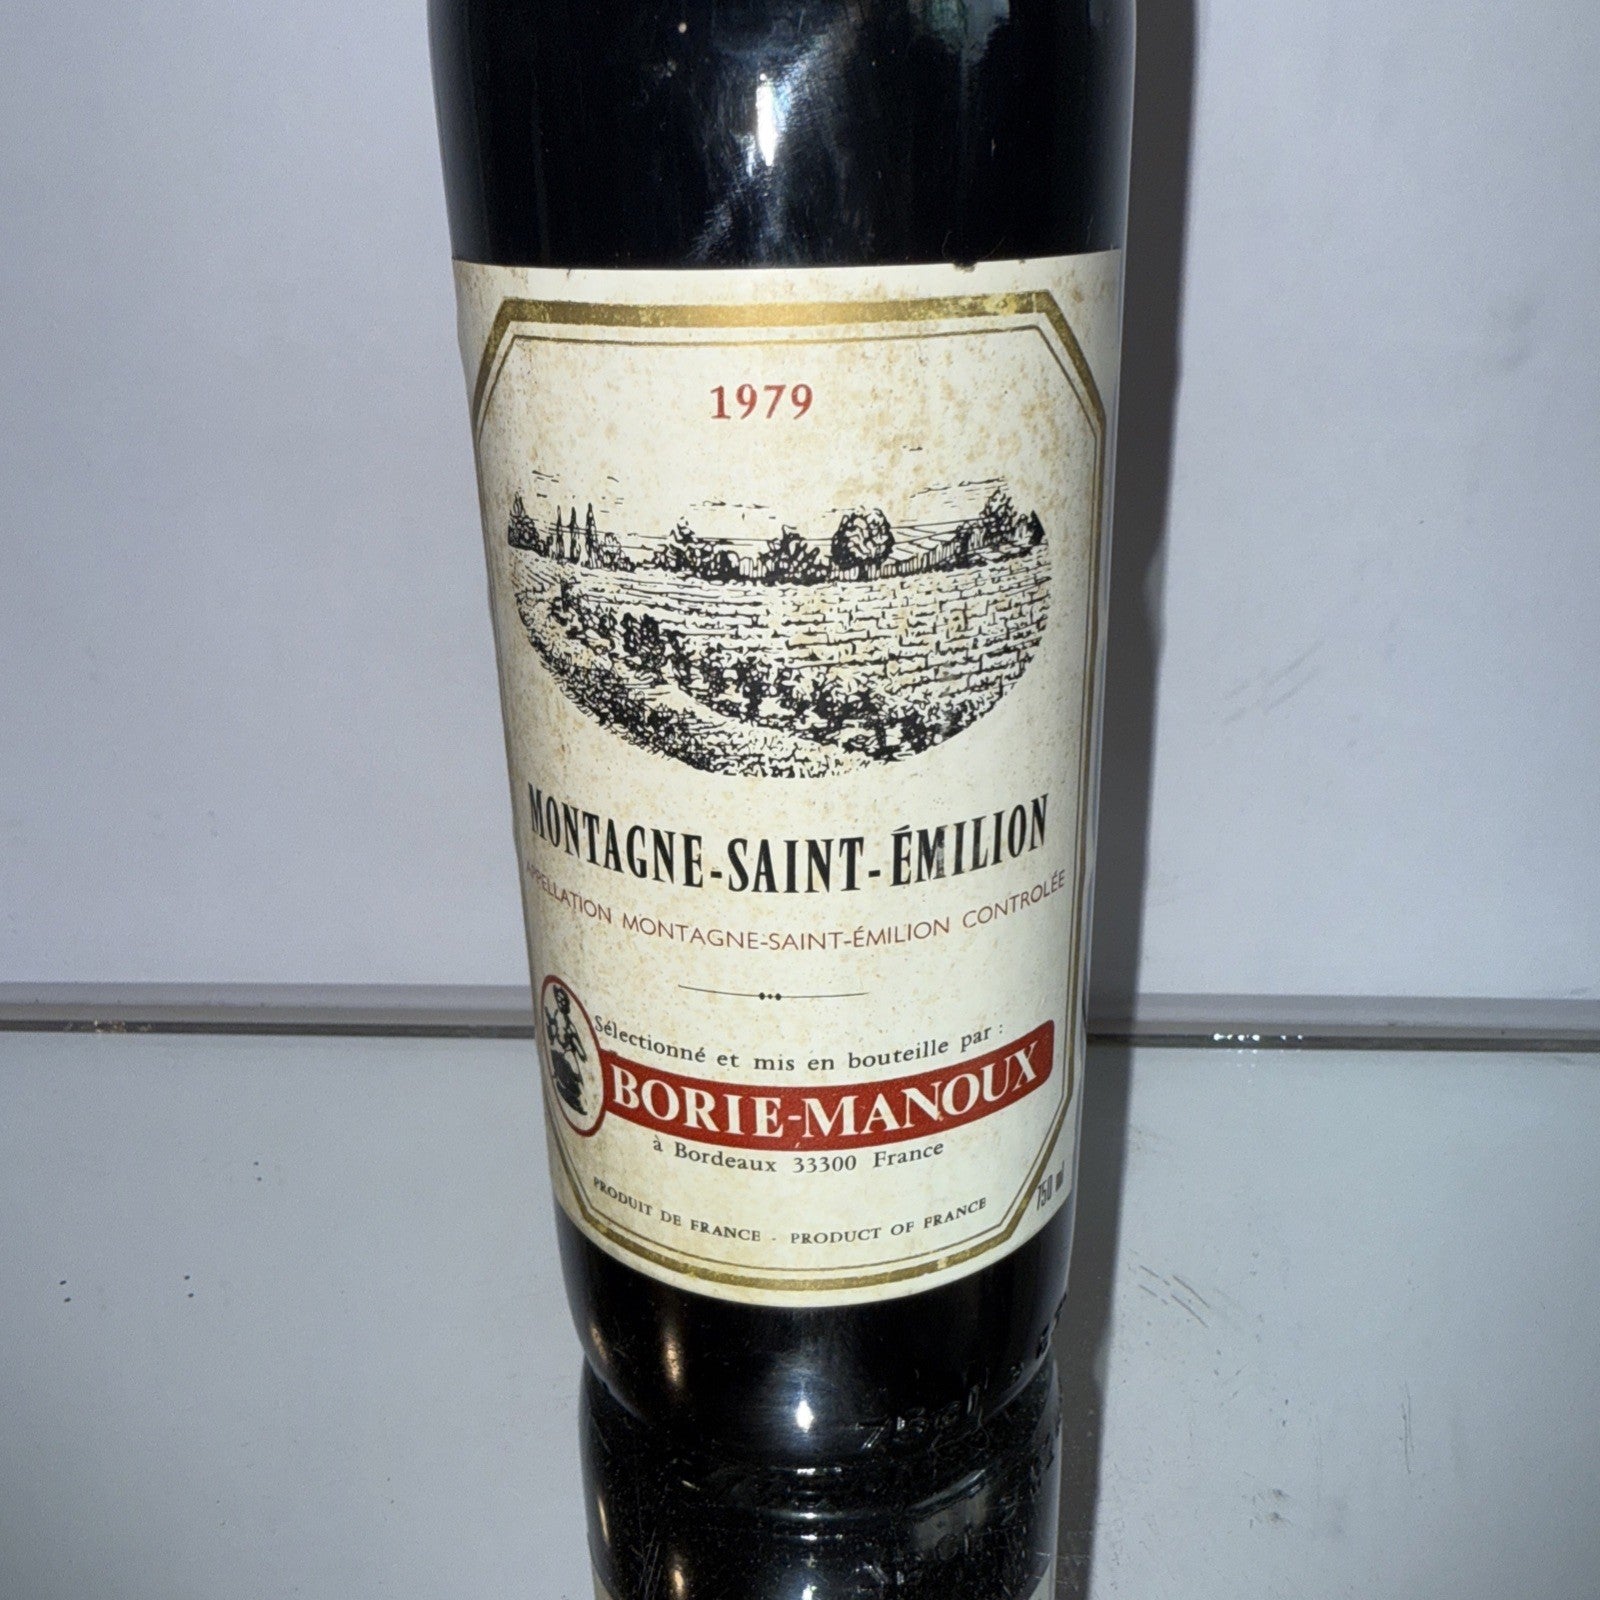 1979
MONTAGNE-SAINT-ÉMILION
APPELLATION MONTAGNE-SAINT-ÉMILION CONTROLÉE
Sélectionné et mis en bouteille par :
BORIE-MANOUX
à Bordeaux 33300 France
750 ml
PRODUIT DE FRANCE - PRODUCT OF FRANCE